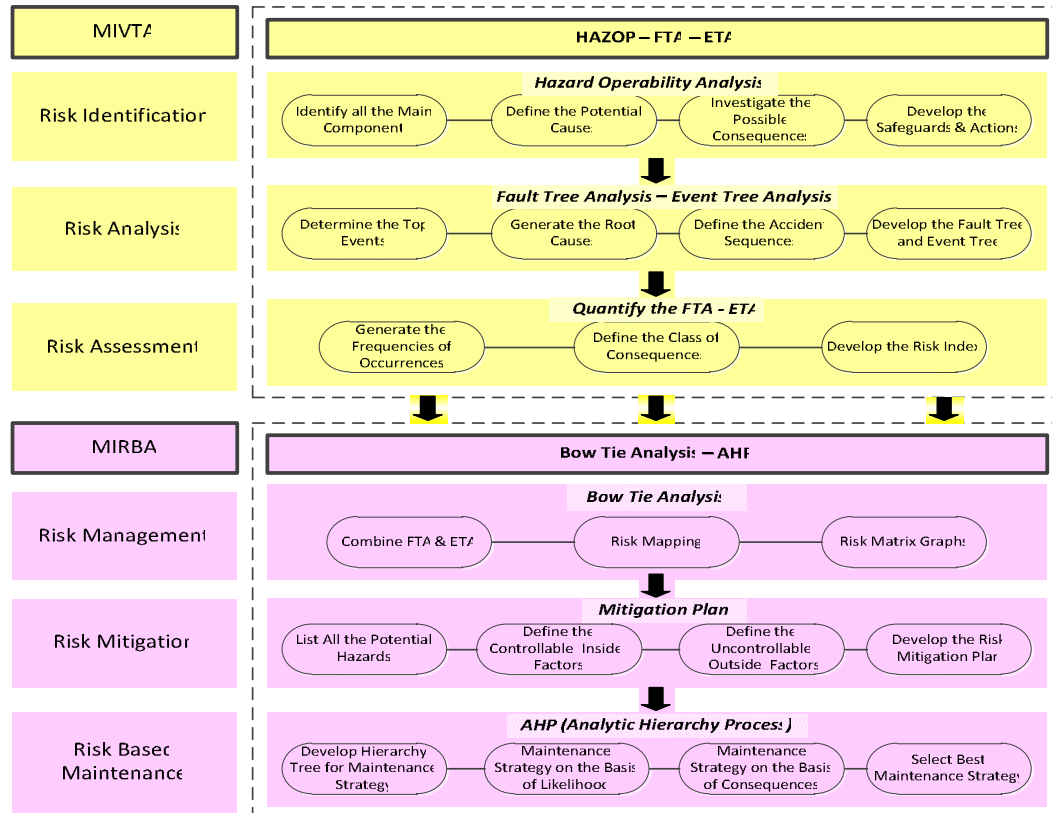 MIVTA
HAZOP – FTA – ETA
Risk Identification
Hazard Operability Analysis
Identify all the Main
Component
Define the Potential
Causes
Investigate the
Possible
Consequences
Develop the
Safeguards & Actions
Risk Analysis
Fault Tree Analysis – Event Tree Analysis
Determine the Top
Events
Generate the Root
Causes
Define the Accident
Sequences
Develop the Fault Tree
and Event Tree
Risk Assessment
Quantify the FTA - ETA
Generate the
Frequencies of
Occurrences
Define the Class of
Consequences
Develop the Risk Index
MIRBA
Bow Tie Analysis – AHP
Risk Management
Bow Tie Analysis
Combine FTA & ETA
Risk Mapping
Risk Matrix Graphs
Risk Mitigation
Mitigation Plan
List All the Potential
Hazards
Define the
Controllable Inside
Factors
Define the
Uncontrollable
Outside Factors
Develop the Risk
Mitigation Plan
Risk Based
Maintenance
AHP (Analytic Hierarchy Process)
Develop Hierarchy
Tree for Maintenance
Strategy
Maintenance
Strategy on the Basis
of Likelihood
Maintenance
Strategy on the Basis
of Consequences
Select Best
Maintenance Strategy